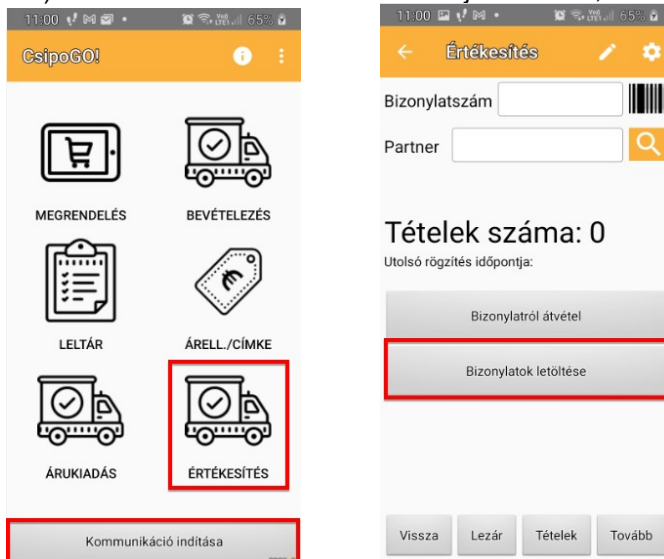 11:00
65%
CsipoGO!
MEGRENDELÉS
BEVÉTELEZÉS
LELTÁR
ÁRELL./CÍMKE
ÁRUKIADÁS
ÉRTÉKESÍTÉS
Kommunikáció indítása
11:00
65%
Értékesítés
Bizonylatszám
Partner
Tételek száma: 0
Utolsó rögzítés időpontja:
Bizonylatról átvétel
Bizonylatok letöltése
Vissza
Lezár
Tételek
Tovább